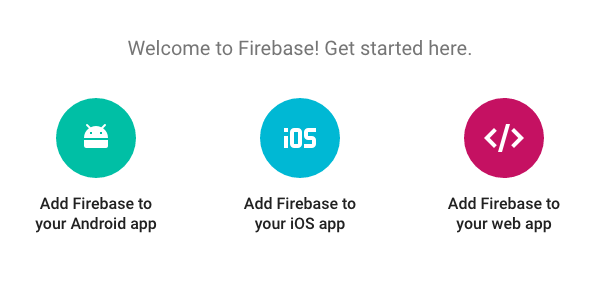 Welcome to Firebase! Get started here.
iOS
</>
Add Firebase to
your Android app
Add Firebase to
your iOS app
Add Firebase to
your web app